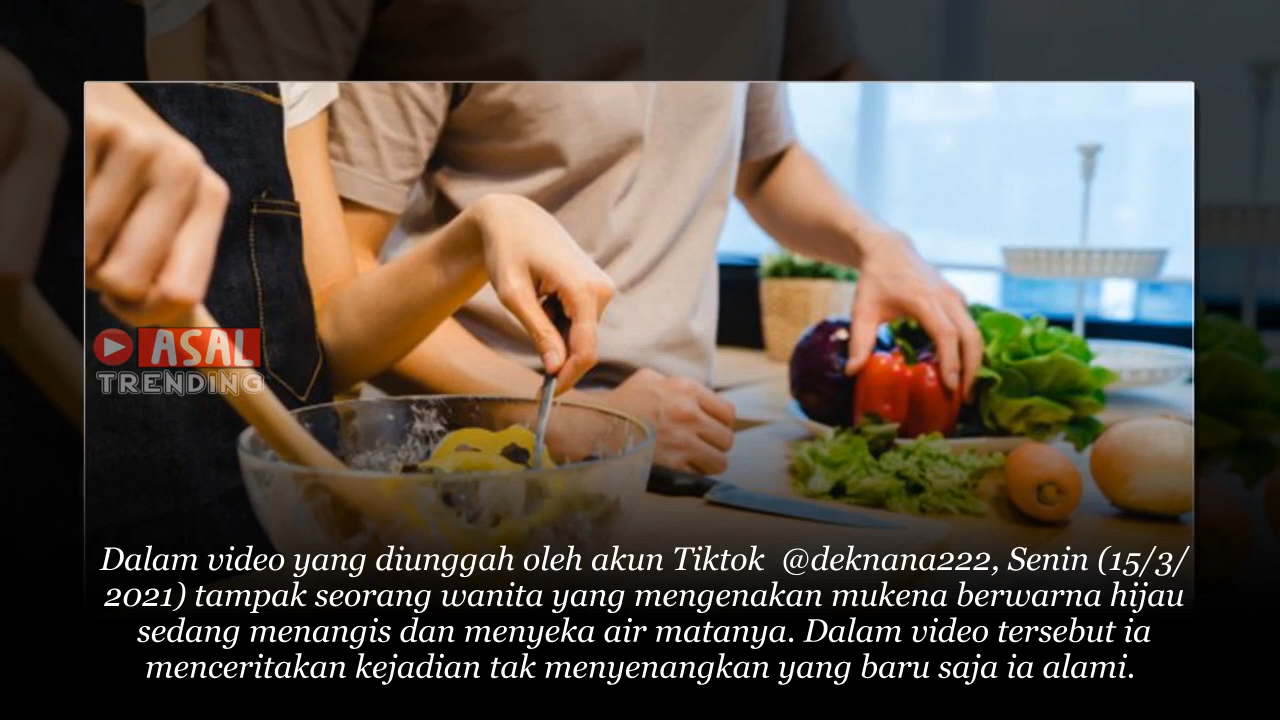 ASAL
TRENDING
Dalam video yang diunggah oleh akun Tiktok  @deknana222, Senin (15/3/
2021) tampak seorang wanita yang mengenakan mukena berwarna hijau
sedang menangis dan menyeka air matanya. Dalam video tersebut ia
menceritakan kejadian tak menyenangkan yang baru saja ia alami.